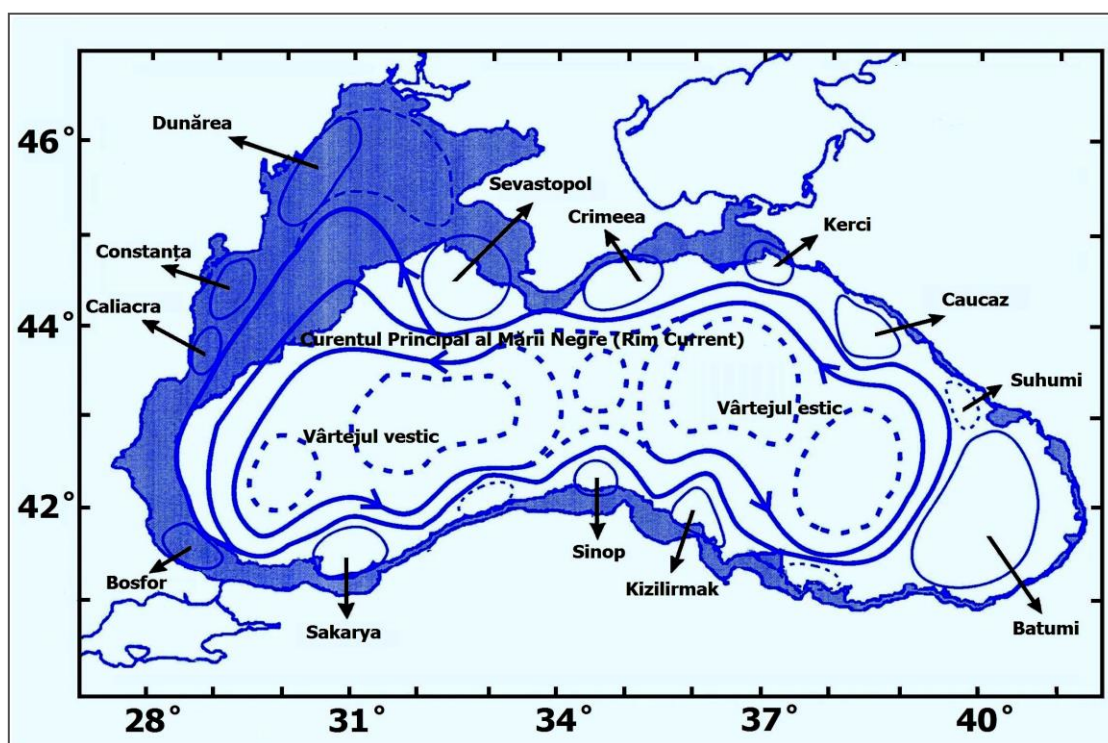 46°
Dunărea
Sevastopol
Crimeea
Kerci
Constanța
Caliacra
44°
Caucaz
Curentul Principal al Mării Negre (Rim Current)
Suhumi
Vârtejul vestic
Vârtejul estic
42°
Bosfor
Sakarya
Sinop
Kizilirmak
Batumi
28°
31°
34°
37°
40°